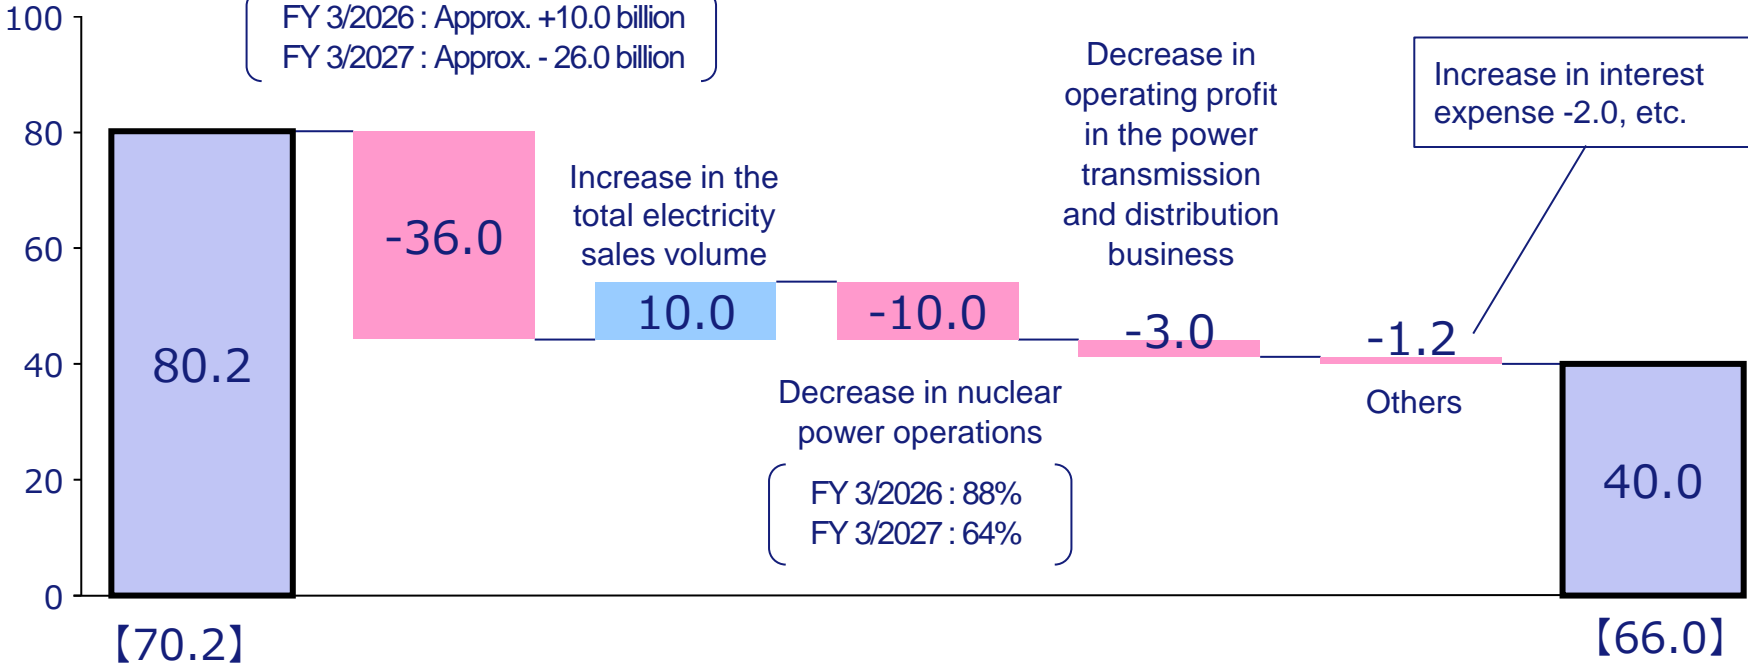 100
80
60
40
20
0
FY 3/2026 : Approx. +10.0 billion
FY 3/2027 : Approx. - 26.0 billion
80.2
【70.2】
-36.0
Increase in the
total electricity
sales volume
10.0
-10.0
Decrease in nuclear
power operations
FY 3/2026 : 88%
FY 3/2027 : 64%
Decrease in
operating profit
in the power
transmission
and distribution
business
-3.0
Increase in interest
expense -2.0, etc.
-1.2
Others
40.0
【66.0】